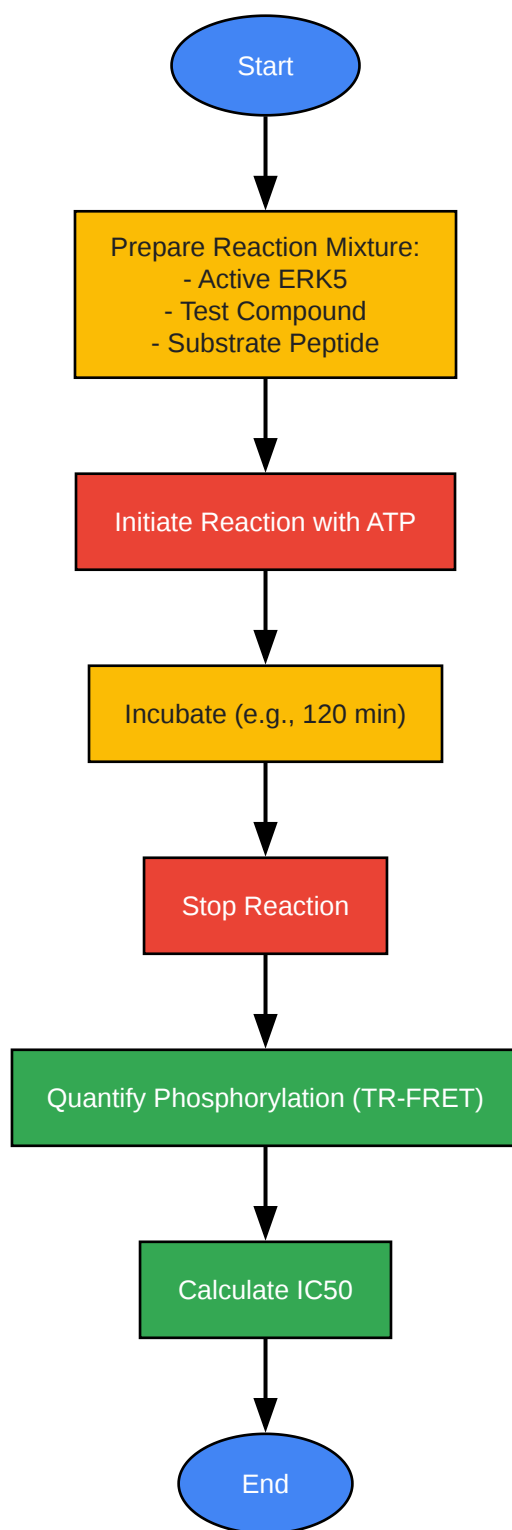 Start
Prepare Reaction Mixture:
- Active ERK5
- Test Compound
- Substrate Peptide
Initiate Reaction with ATP
Incubate (e.g., 120 min)
Stop Reaction
Quantify Phosphorylation (TR-FRET)
Calculate IC50
End